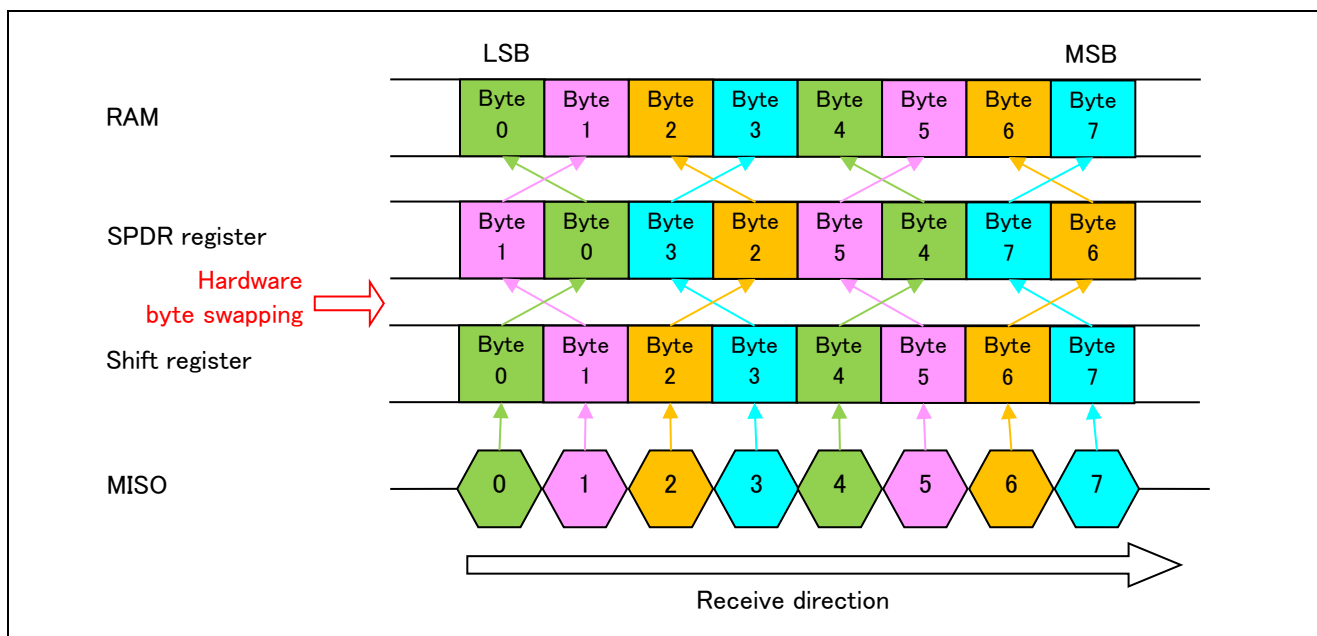 LSB MSB
RAM
Byte Byte Byte Byte Byte Byte Byte Byte
0 1 2 3 4 5 6 7
SPDR register
Byte Byte Byte Byte Byte Byte Byte Byte
1 0 3 2 5 4 7 6
Hardware
byte swapping
Shift register
Byte Byte Byte Byte Byte Byte Byte Byte
0 1 2 3 4 5 6 7
MISO
0 1 2 3 4 5 6 7
Receive direction